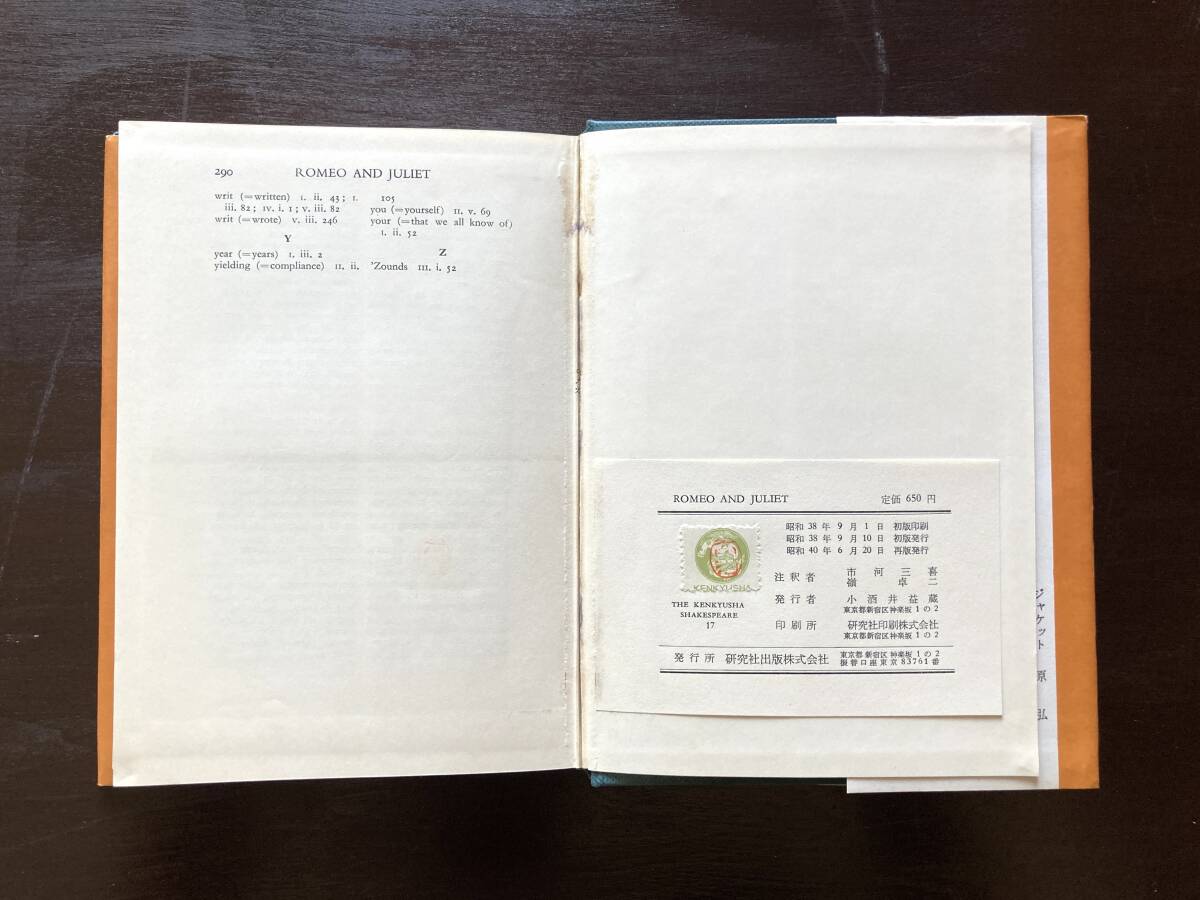 290 ROMEO AND JULIET
writ (=written) I. ii. 43; I.
iii. 82; IV. i. 1; v. iii. 82
writ (=wrote) v. iii. 246
Y
year (=years) I. iii. 2
yielding (=compliance) II. ii.
105
you (=yourself) II. v. 69
your (=that we all know of)
I. ii. 52
Z
'Zounds III. i. 52
ROMEO AND JULIET 定価 650 円
昭和 38 年 9 月 1 日 初版印刷
昭和 38 年 9 月 10 日 初版発行
昭和 40 年 6 月 20 日 再版発行
KENKYUSHA
THE KENKYUSHA
SHAKESPEARE
17
注釈者 市河三喜
嶺卓二
発行者 小酒井益蔵
東京都新宿区神楽坂 1 の 2
印刷所 研究社印刷株式会社
東京都新宿区神楽坂 1 の 2
発行所 研究社出版株式会社
東京都新宿区神楽坂 1 の 2
振替口座東京 83761 番
ジャケット 原 弘